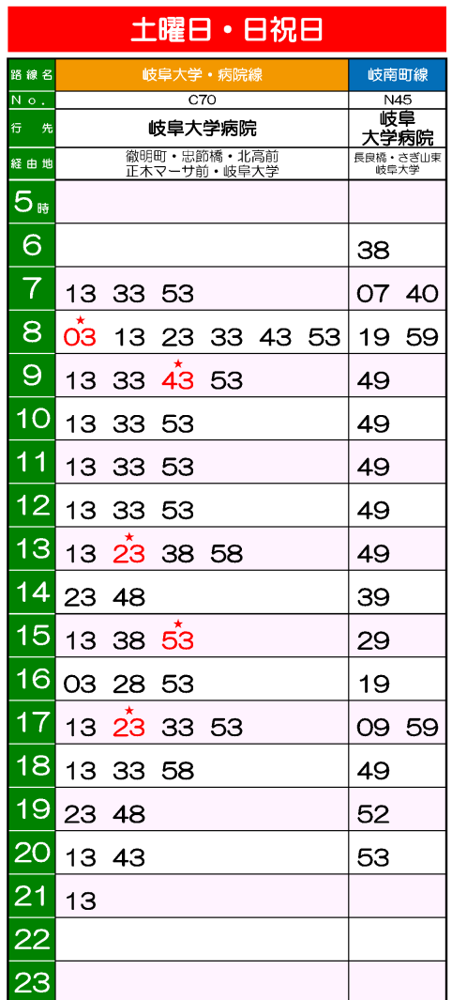 土曜日・日祝日
路線名 岐阜大学・病院線 岐南町線
No. C70 N45
行先 岐阜大学病院 岐阜
大学病院
経由地 徹明町・忠節橋・北高前
正木マーサ前・岐阜大学 長良橋・さぎ山東
岐阜大学
5時
6 38
7 13 33 53 07 40
★
8 03 13 23 33 43 53 19 59
★
9 13 33 43 53 49
10 13 33 53 49
11 13 33 53 49
12 13 33 53 49
★
13 13 23 38 58 49
14 23 48 39
★
15 13 38 53 29
16 03 28 53 19
★
17 13 23 33 53 09 59
18 13 33 58 49
19 23 48 52
20 13 43 53
21 13
22
23